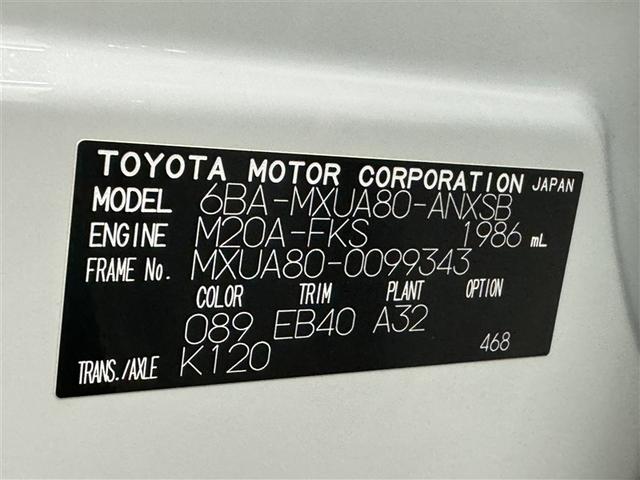 TOYOTA MOTOR CORPORATION JAPAN
MODEL 6BA-MXUA80-ANXSB
ENGINE M20A-FKS 1986 mL
FRAME No. MXUA80-0099343
COLOR TRIM PLANT OPTION
089 EB40 A32
TRANS./AXLE K120 468